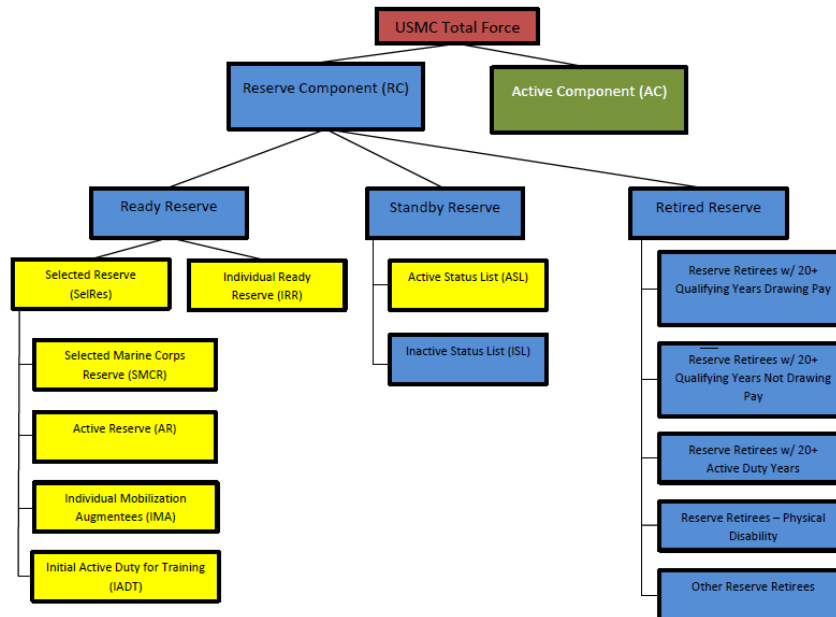 USMC Total Force
Reserve Component (RC)
Active Component (AC)
Ready Reserve
Standby Reserve
Retired Reserve
Selected Reserve
(SelRes)
Individual Ready
Reserve (IRR)
Selected Marine Corps
Reserve (SMCR)
Active Reserve (AR)
Individual Mobilization
Augmentees (IMA)
Initial Active Duty for Training
(IADT)
Active Status List (ASL)
Inactive Status List (ISL)
Reserve Retirees w/ 20+
Qualifying Years Drawing Pay
Reserve Retirees w/ 20+
Qualifying Years Not Drawing
Pay
Reserve Retirees w/ 20+
Active Duty Years
Reserve Retirees – Physical
Disability
Other Reserve Retirees